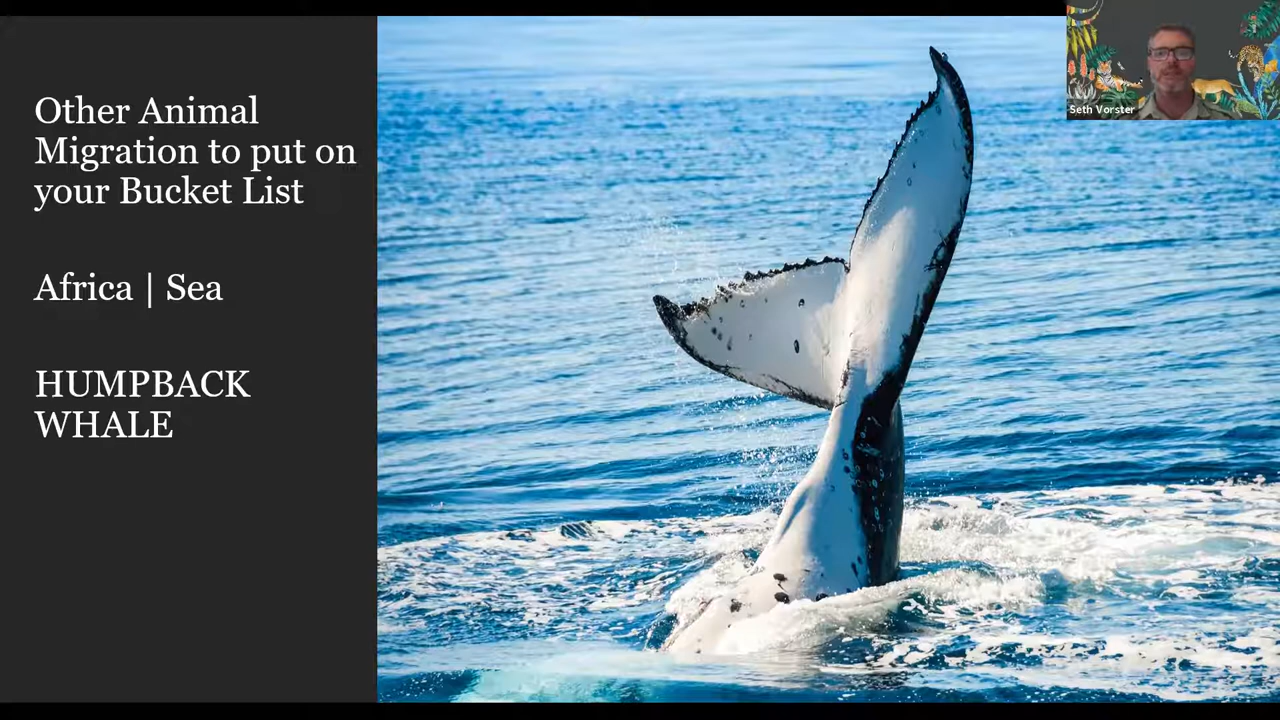 Other Animal
Migration to put on
your Bucket List
Africa | Sea
HUMPBACK
WHALE
Seth Vorster